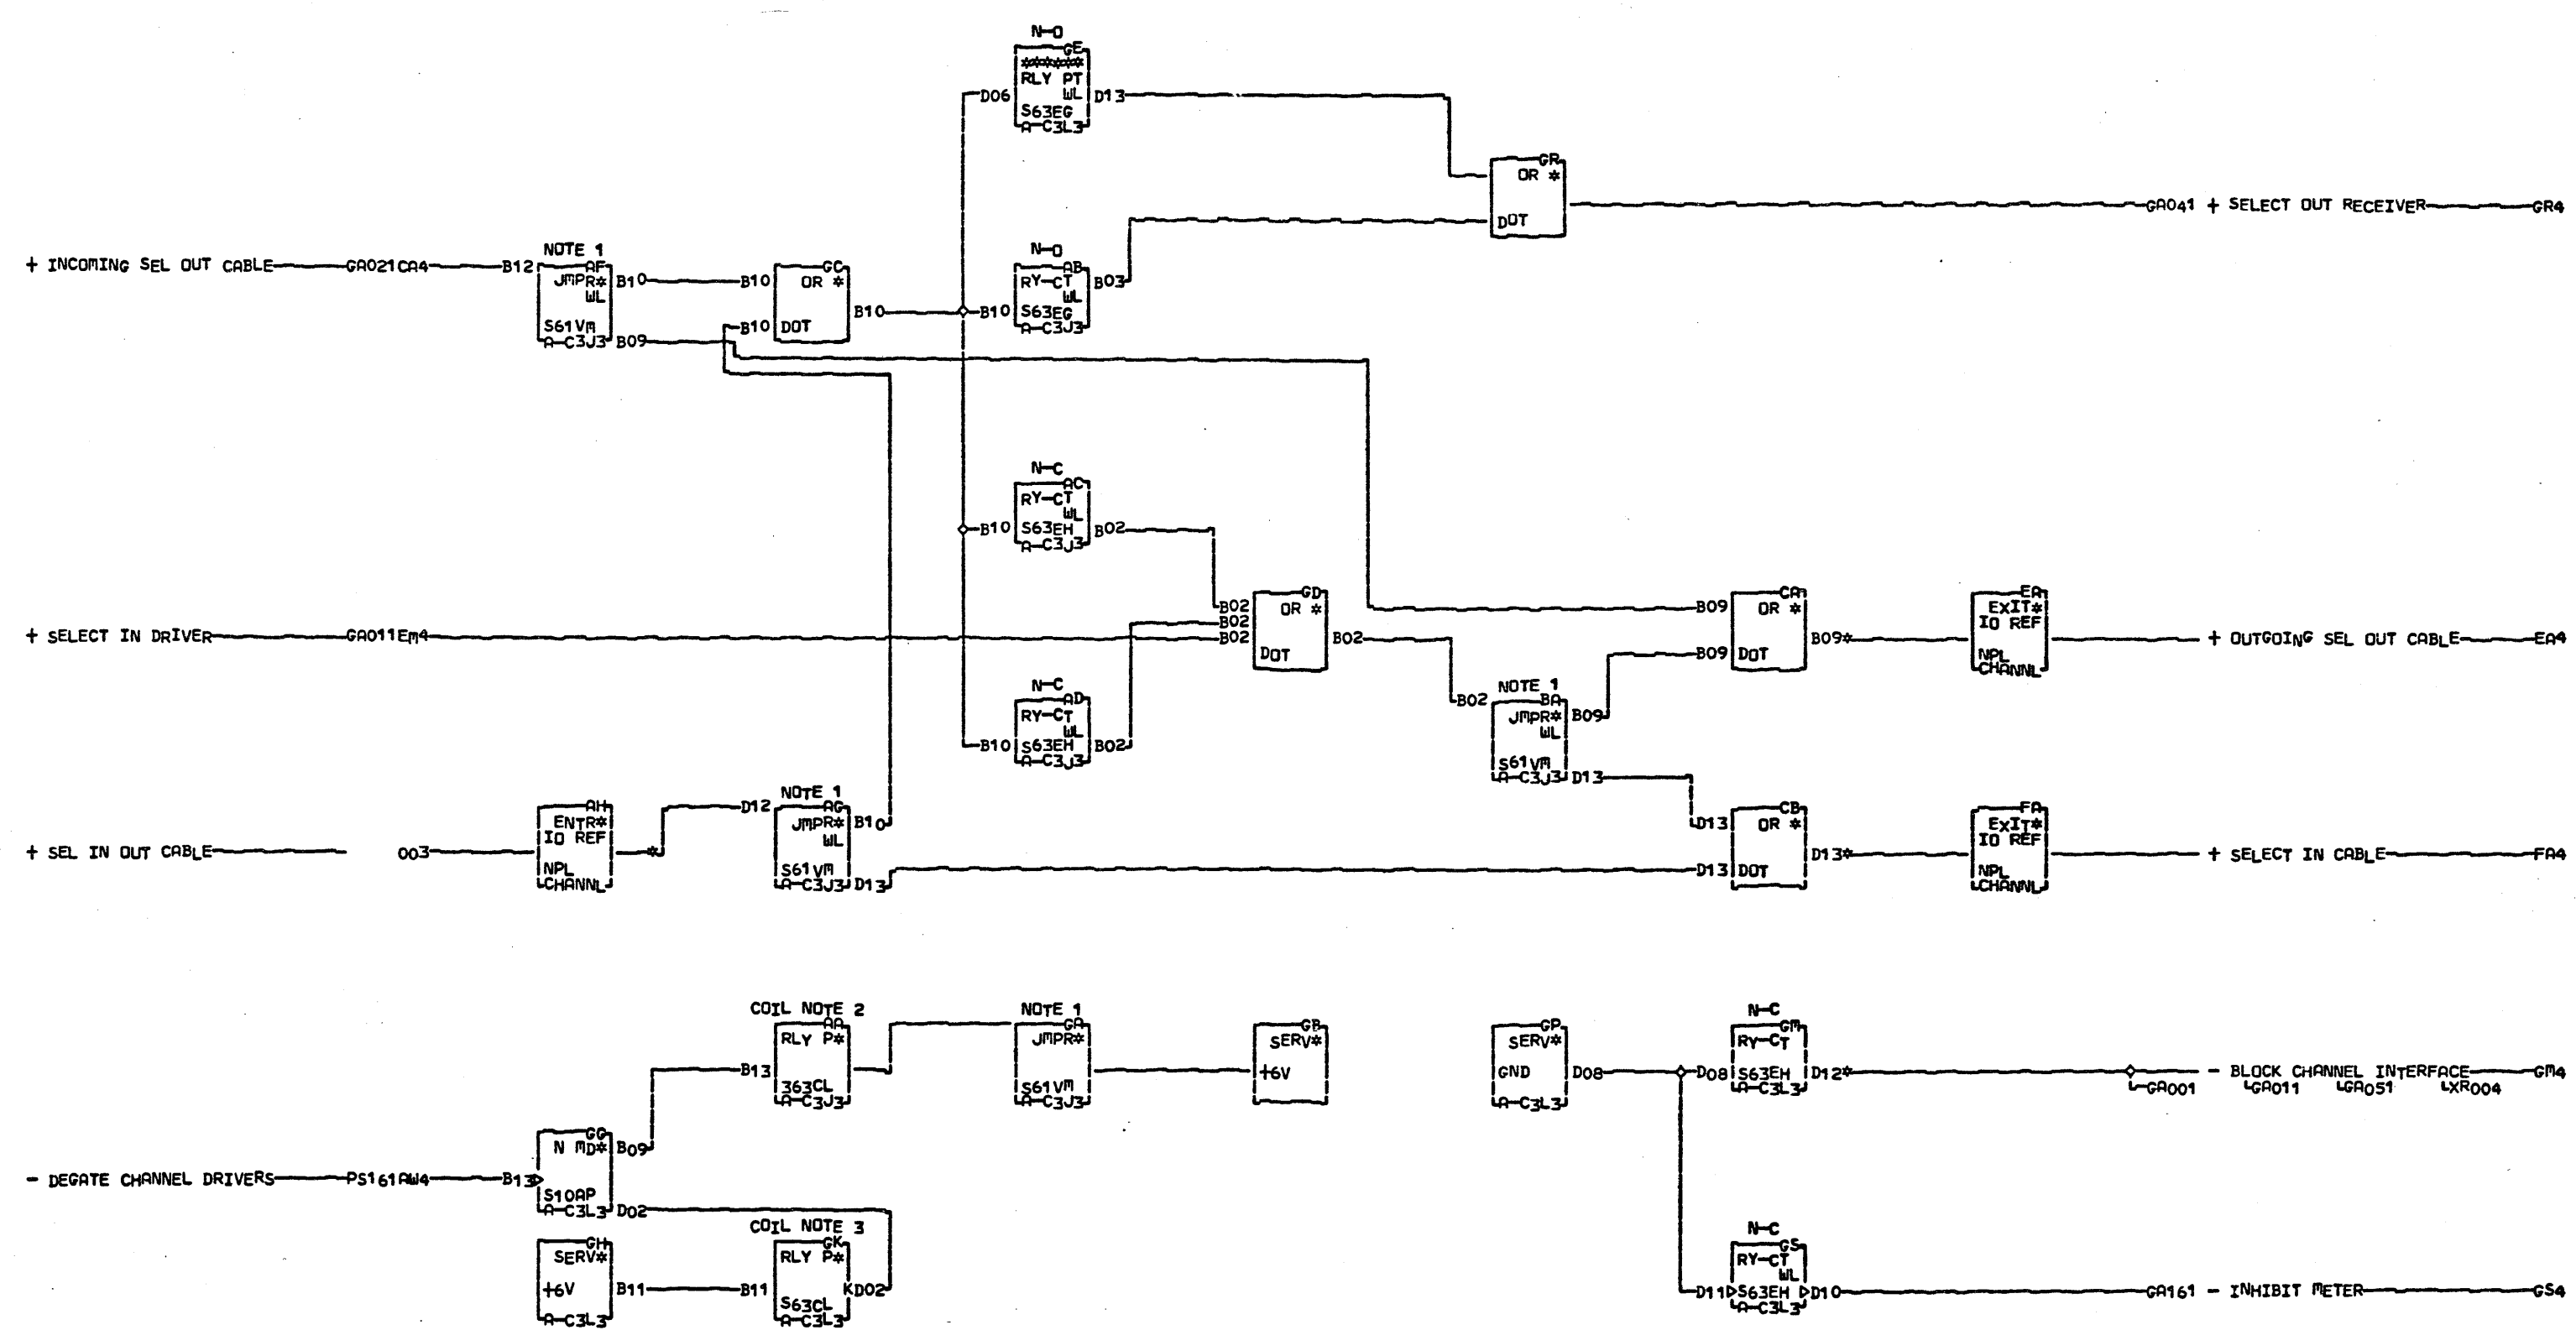 N-O
GE
******
RLY PT
WL
D06
D13
S63EG
A-C3L3
GR
OR *
DOT
GA041 + SELECT OUT RECEIVER GR4
+ INCOMING SEL OUT CABLE GA021CA4 B12
NOTE 1
AF
JMPR*
WL
S61VM
A-C3J3
B10
B09
B10
B10
GC
OR *
DOT
B10
N-O
AB
RY-CT
WL
B10
B03
S63EG
A-C3J3
N-C
AC
RY-CT
WL
B10
S63EH
B02
A-C3J3
+ SELECT IN DRIVER GA011EM4
B02
B02
B02
GD
OR *
DOT
B02
N-C
AD
RY-CT
WL
B10
S63EH
B02
A-C3J3
NOTE 1
B02
BA
JMPR*
WL
S61VM
A-C3J3
B09
D13
B09
B09
CA
OR *
DOT
B09*
EA
EXIT*
IO REF
NPL
CHANNL
+ OUTGOING SEL OUT CABLE EA4
+ SEL IN OUT CABLE 003
AH
ENTR*
IO REF
NPL
CHANNL
*
NOTE 1
D12
AG
JMPR*
WL
S61VM
A-C3J3
B10
D13
D13
D13
CB
OR *
DOT
D13*
FA
EXIT*
IO REF
NPL
CHANNL
+ SELECT IN CABLE FA4
COIL NOTE 2
AA
RLY P*
B13
363CL
A-C3J3
NOTE 1
GA
JMPR*
S61VM
A-C3J3
GB
SERV*
+6V
GP
SERV*
GND
D08
A-C3L3
N-C
GM
RY-CT
D08
S63EH
D12*
A-C3L3
- BLOCK CHANNEL INTERFACE GM4
GA001 GA011 GA051 XR004
- DEGATE CHANNEL DRIVERS PS161AW4 B13
GG
N MD*
B09
S10AP
A-C3L3
D02
GH
SERV*
+6V
B11
A-C3L3
COIL NOTE 3
GK
RLY P*
B11
KD02
S63CL
A-C3L3
N-C
GS
RY-CT
WL
D11
S63EH
D10
A-C3L3
GA161 - INHIBIT METER GS4